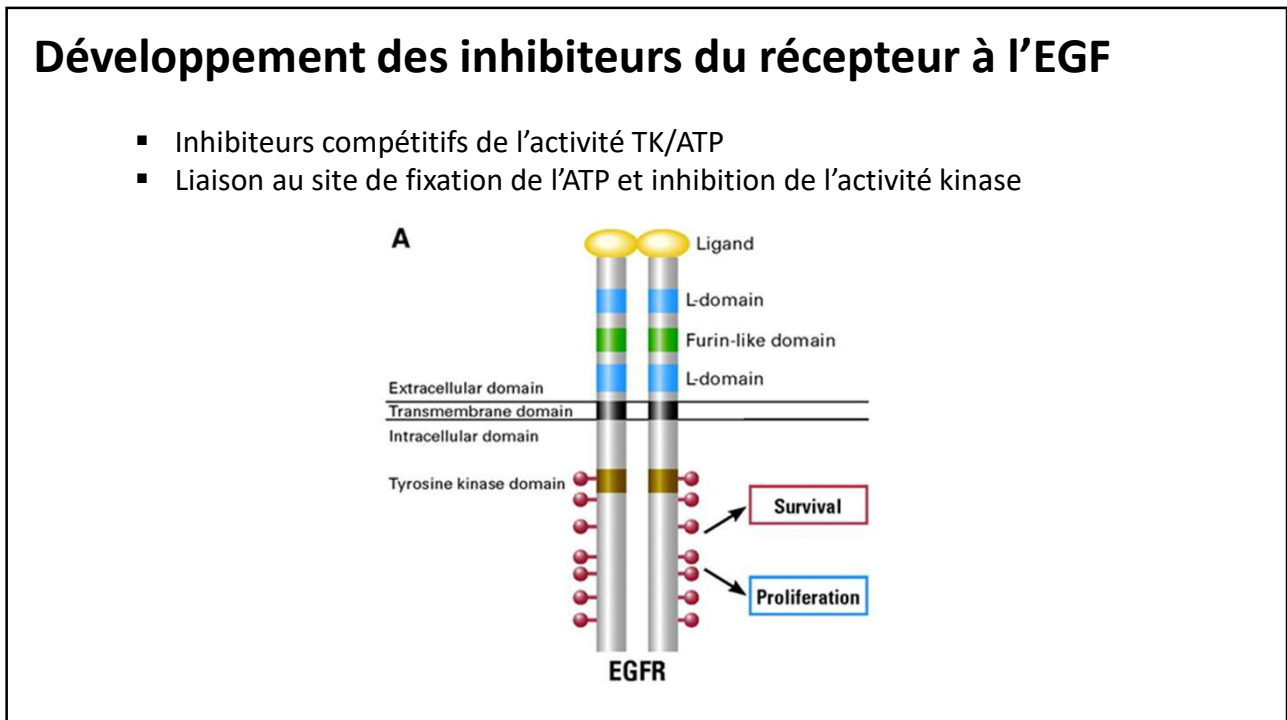 Développement des inhibiteurs du récepteur à l’EGF
▪ Inhibiteurs compétitifs de l’activité TK/ATP
▪ Liaison au site de fixation de l’ATP et inhibition de l’activité kinase
A
Ligand
L-domain
Furin-like domain
L-domain
Extracellular domain
Transmembrane domain
Intracellular domain
Tyrosine kinase domain
Survival
Proliferation
EGFR